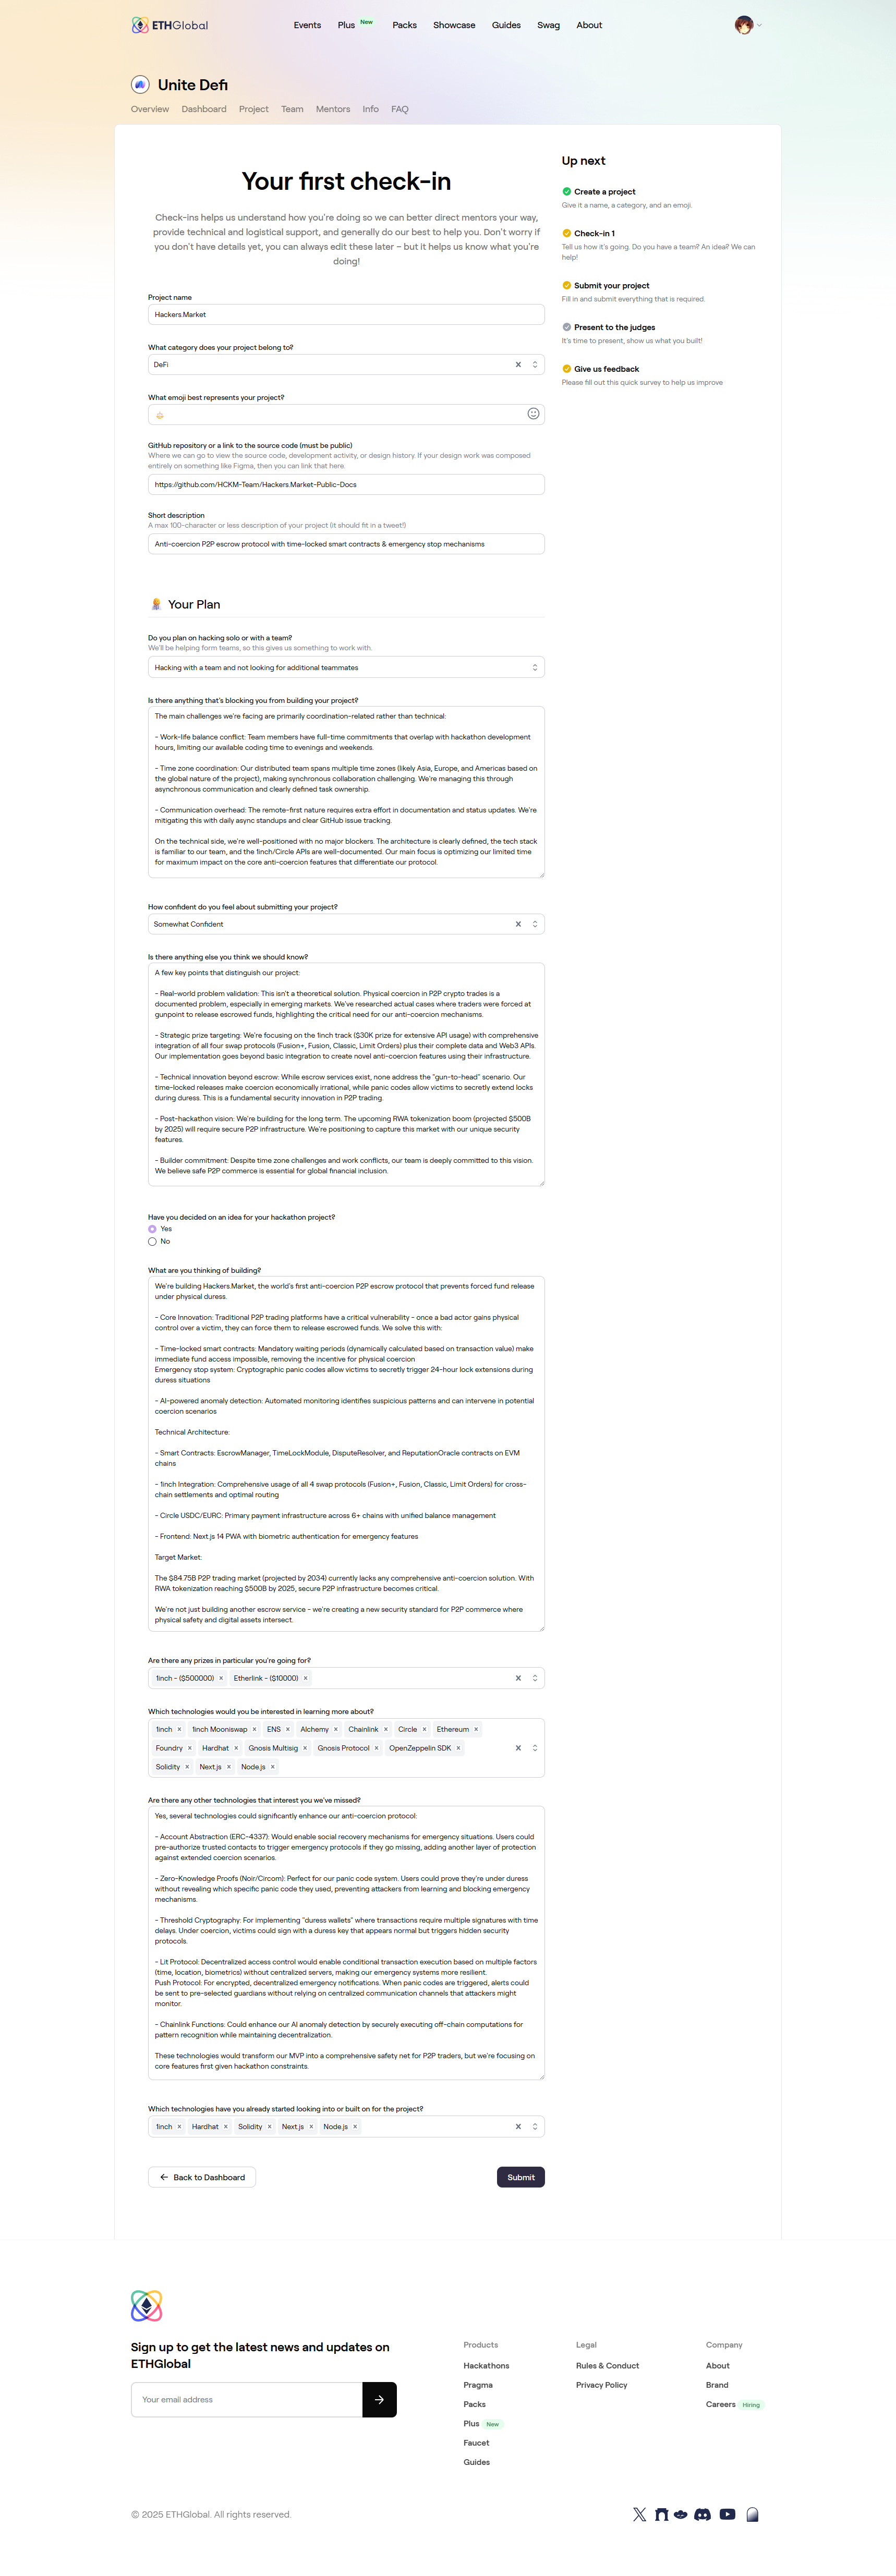 ETHGlobal
Events Plus New Packs Showcase Guides Swag About
Unite Defi
Overview Dashboard Project Team Mentors Info FAQ
Your first check-in
Check-ins helps us understand how you're doing so we can better direct mentors your way,
provide technical and logistical support, and generally do our best to help you. Don't worry if
you don't have details yet, you can always edit these later – but it helps us know what you're
doing!
Project name
Hackers.Market
What category does your project belong to?
DeFi
What emoji best represents your project?
GitHub repository or a link to the source code (must be public)
Where we can go to view the source code, development activity, or design history. If your design work was composed
entirely on something like Figma, then you can link that here.
https://github.com/HCKM-Team/Hackers.Market-Public-Docs
Short description
A max 100-character or less description of your project (it should fit in a tweet!)
Anti-coercion P2P escrow protocol with time-locked smart contracts & emergency stop mechanisms
Your Plan
Do you plan on hacking solo or with a team?
We'll be helping form teams, so this gives us something to work with.
Hacking with a team and not looking for additional teammates
Is there anything that's blocking you from building your project?
The main challenges we're facing are primarily coordination-related rather than technical:
- Work-life balance conflict: Team members have full-time commitments that overlap with hackathon development
hours, limiting our available coding time to evenings and weekends.
- Time zone coordination: Our distributed team spans multiple time zones (likely Asia, Europe, and Americas based on
the global nature of the project), making synchronous collaboration challenging. We're managing this through
asynchronous communication and clearly defined task ownership.
- Communication overhead: The remote-first nature requires extra effort in documentation and status updates. We're
mitigating this with daily async standups and clear GitHub issue tracking.
On the technical side, we're well-positioned with no major blockers. The architecture is clearly defined, the tech stack
is familiar to our team, and the 1inch/Circle APIs are well-documented. Our main focus is optimizing our limited time
for maximum impact on the core anti-coercion features that differentiate our protocol.
How confident do you feel about submitting your project?
Somewhat Confident
Is there anything else you think we should know?
A few key points that distinguish our project:
- Real-world problem validation: This isn't a theoretical solution. Physical coercion in P2P crypto trades is a
documented problem, especially in emerging markets. We've researched actual cases where traders were forced at
gunpoint to release escrowed funds, highlighting the critical need for our anti-coercion mechanisms.
- Strategic prize targeting: We're focusing on the 1inch track ($30K prize for extensive API usage) with comprehensive
integration of all four swap protocols (Fusion+, Fusion, Classic, Limit Orders) plus their complete data and Web3 APIs.
Our implementation goes beyond basic integration to create novel anti-coercion features using their infrastructure.
- Technical innovation beyond escrow: While escrow services exist, none address the "gun-to-head" scenario. Our
time-locked releases make coercion economically irrational, while panic codes allow victims to secretly extend locks
during duress. This is a fundamental security innovation in P2P trading.
- Post-hackathon vision: We're building for the long term. The upcoming RWA tokenization boom (projected $500B
by 2025) will require secure P2P infrastructure. We're positioning to capture this market with our unique security
features.
- Builder commitment: Despite time zone challenges and work conflicts, our team is deeply committed to this vision.
We believe safe P2P commerce is essential for global financial inclusion.
Have you decided on an idea for your hackathon project?
Yes
No
What are you thinking of building?
We're building Hackers.Market, the world's first anti-coercion P2P escrow protocol that prevents forced fund release
under physical duress.
- Core Innovation: Traditional P2P trading platforms have a critical vulnerability - once a bad actor gains physical
control over a victim, they can force them to release escrowed funds. We solve this with:
- Time-locked smart contracts: Mandatory waiting periods (dynamically calculated based on transaction value) make
immediate fund access impossible, removing the incentive for physical coercion
Emergency stop system: Cryptographic panic codes allow victims to secretly trigger 24-hour lock extensions during
duress situations
- AI-powered anomaly detection: Automated monitoring identifies suspicious patterns and can intervene in potential
coercion scenarios
Technical Architecture:
- Smart Contracts: EscrowManager, TimeLockModule, DisputeResolver, and ReputationOracle contracts on EVM
chains
- 1inch Integration: Comprehensive usage of all 4 swap protocols (Fusion+, Fusion, Classic, Limit Orders) for cross-
chain settlements and optimal routing
- Circle USDC/EURC: Primary payment infrastructure across 6+ chains with unified balance management
- Frontend: Next.js 14 PWA with biometric authentication for emergency features
Target Market:
The $84.75B P2P trading market (projected by 2034) currently lacks any comprehensive anti-coercion solution. With
RWA tokenization reaching $500B by 2025, secure P2P infrastructure becomes critical.
We're not just building another escrow service - we're creating a new security standard for P2P commerce where
physical safety and digital assets intersect.
Are there any prizes in particular you're going for?
1inch - ($500000) × Etherlink - ($10000) ×
Which technologies would you be interested in learning more about?
1inch × 1inch Mooniswap × ENS × Alchemy × Chainlink × Circle × Ethereum ×
Foundry × Hardhat × Gnosis Multisig × Gnosis Protocol × OpenZeppelin SDK ×
Solidity × Next.js × Node.js ×
Are there any other technologies that interest you we've missed?
Yes, several technologies could significantly enhance our anti-coercion protocol:
- Account Abstraction (ERC-4337): Would enable social recovery mechanisms for emergency situations. Users could
pre-authorize trusted contacts to trigger emergency protocols if they go missing, adding another layer of protection
against extended coercion scenarios.
- Zero-Knowledge Proofs (Noir/Circom): Perfect for our panic code system. Users could prove they're under duress
without revealing which specific panic code they used, preventing attackers from learning and blocking emergency
mechanisms.
- Threshold Cryptography: For implementing "duress wallets" where transactions require multiple signatures with time
delays. Under coercion, victims could sign with a duress key that appears normal but triggers hidden security
protocols.
- Lit Protocol: Decentralized access control would enable conditional transaction execution based on multiple factors
(time, location, biometrics) without centralized servers, making our emergency systems more resilient.
Push Protocol: For encrypted, decentralized emergency notifications. When panic codes are triggered, alerts could
be sent to pre-selected guardians without relying on centralized communication channels that attackers might
monitor.
- Chainlink Functions: Could enhance our AI anomaly detection by securely executing off-chain computations for
pattern recognition while maintaining decentralization.
These technologies would transform our MVP into a comprehensive safety net for P2P traders, but we're focusing on
core features first given hackathon constraints.
Which technologies have you already started looking into or built on for the project?
1inch × Hardhat × Solidity × Next.js × Node.js ×
Back to Dashboard
Submit
Up next
Create a project
Give it a name, a category, and an emoji.
Check-in 1
Tell us how it's going. Do you have a team? An idea? We can
help!
Submit your project
Fill in and submit everything that is required.
Present to the judges
It's time to present, show us what you built!
Give us feedback
Please fill out this quick survey to help us improve
Sign up to get the latest news and updates on
ETHGlobal
Your email address
Products
Hackathons
Pragma
Packs
Plus New
Faucet
Guides
Legal
Rules & Conduct
Privacy Policy
Company
About
Brand
Careers Hiring
© 2025 ETHGlobal. All rights reserved.